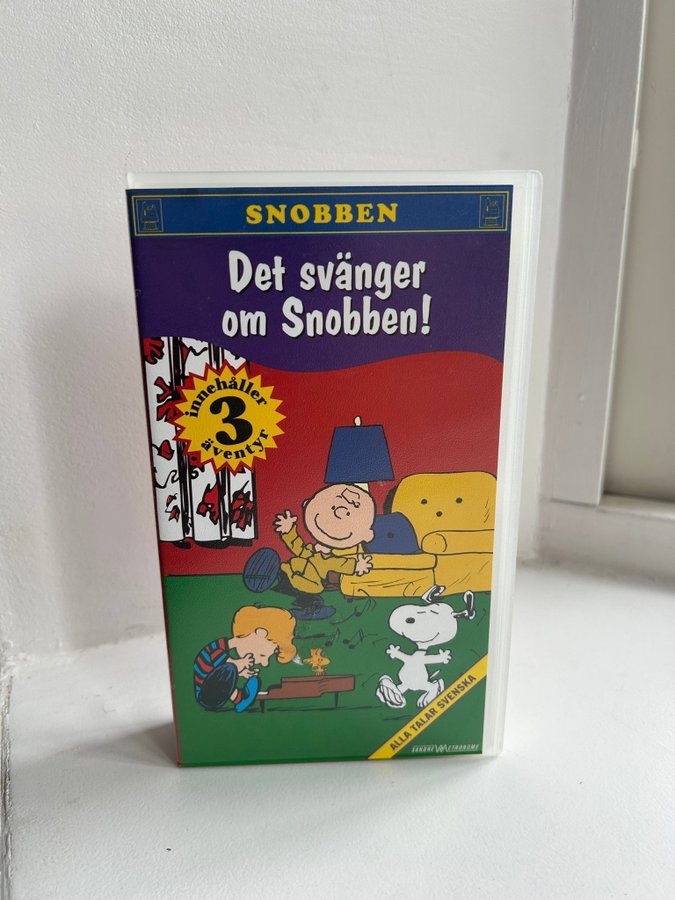 SNOBBEN
Det svänger
om Snobben!
innehåller
3
äventyr
ALLA TALAR SVENSKA
SANDREW METRONOME